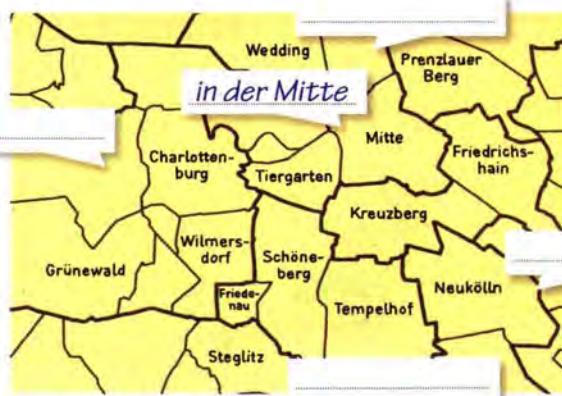 Wedding
Prenzlauer
Berg
in der Mitte
Mitte
Friedrichs-
hain
Charlotten-
burg
Tiergarten
Kreuzberg
Wilmers-
dorf
Schöne-
berg
Grünewald
Neukölln
Friede-
nau
Tempelhof
Steglitz